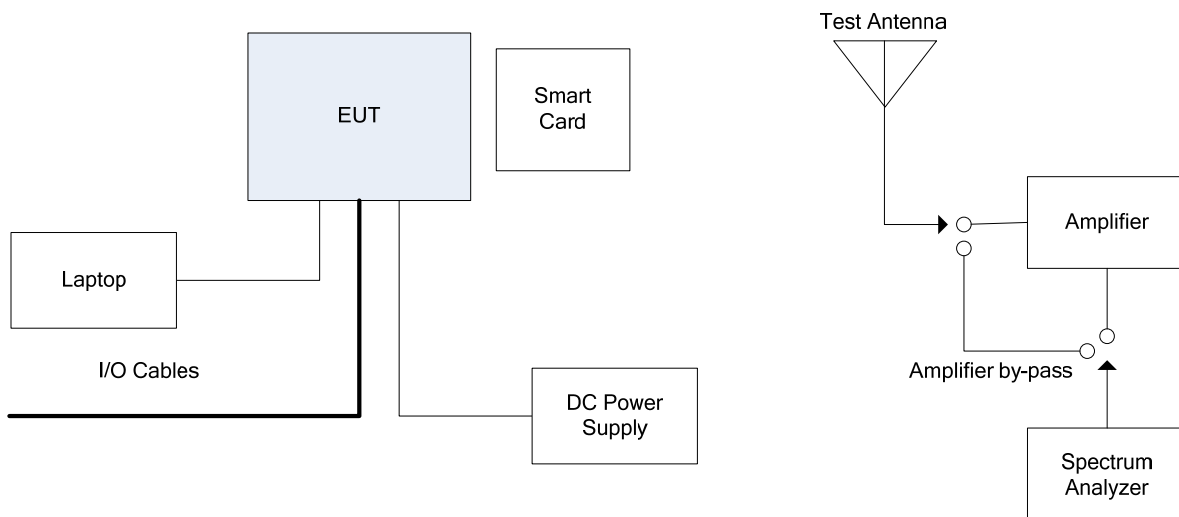 Test Antenna
EUT
Smart
Card
Amplifier
Laptop
I/O Cables
Amplifier by-pass
DC Power
Supply
Spectrum
Analyzer